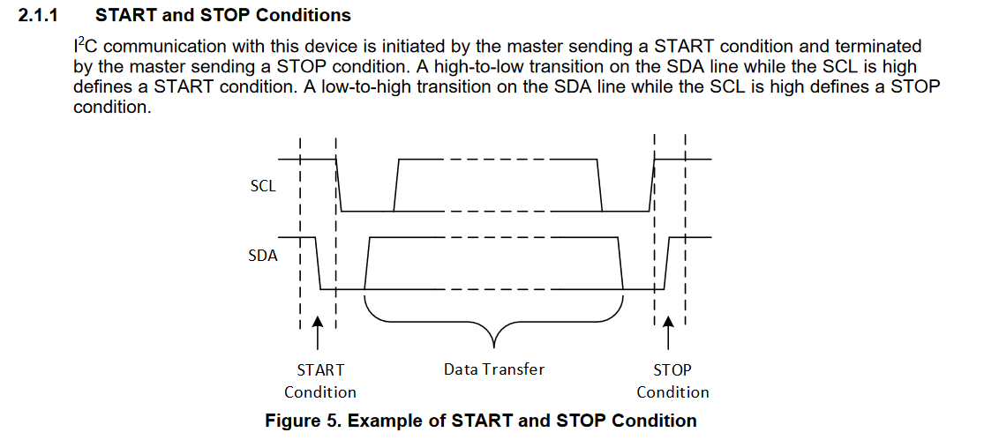 2.1.1 START and STOP Conditions
I²C communication with this device is initiated by the master sending a START condition and terminated
by the master sending a STOP condition. A high-to-low transition on the SDA line while the SCL is high
defines a START condition. A low-to-high transition on the SDA line while the SCL is high defines a STOP
condition.
SCL
SDA
START
Condition
Data Transfer
STOP
Condition
Figure 5. Example of START and STOP Condition